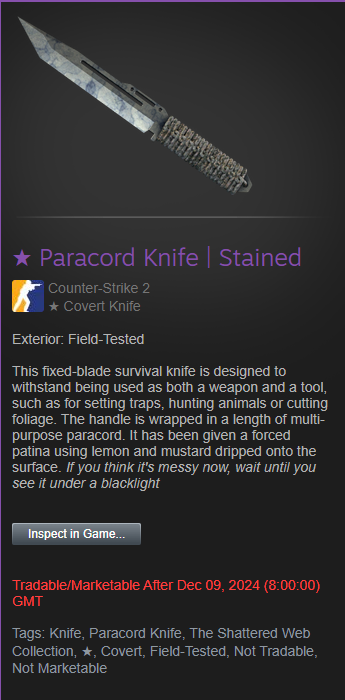 ★ Paracord Knife | Stained
Counter-Strike 2
★ Covert Knife
Exterior: Field-Tested
This fixed-blade survival knife is designed to
withstand being used as both a weapon and a tool,
such as for setting traps, hunting animals or cutting
foliage. The handle is wrapped in a length of multi-
purpose paracord. It has been given a forced
patina using lemon and mustard dripped onto the
surface. If you think it's messy now, wait until you
see it under a blacklight
Inspect in Game...
Tradable/Marketable After Dec 09, 2024 (8:00:00)
GMT
Tags: Knife, Paracord Knife, The Shattered Web
Collection, ★, Covert, Field-Tested, Not Tradable,
Not Marketable